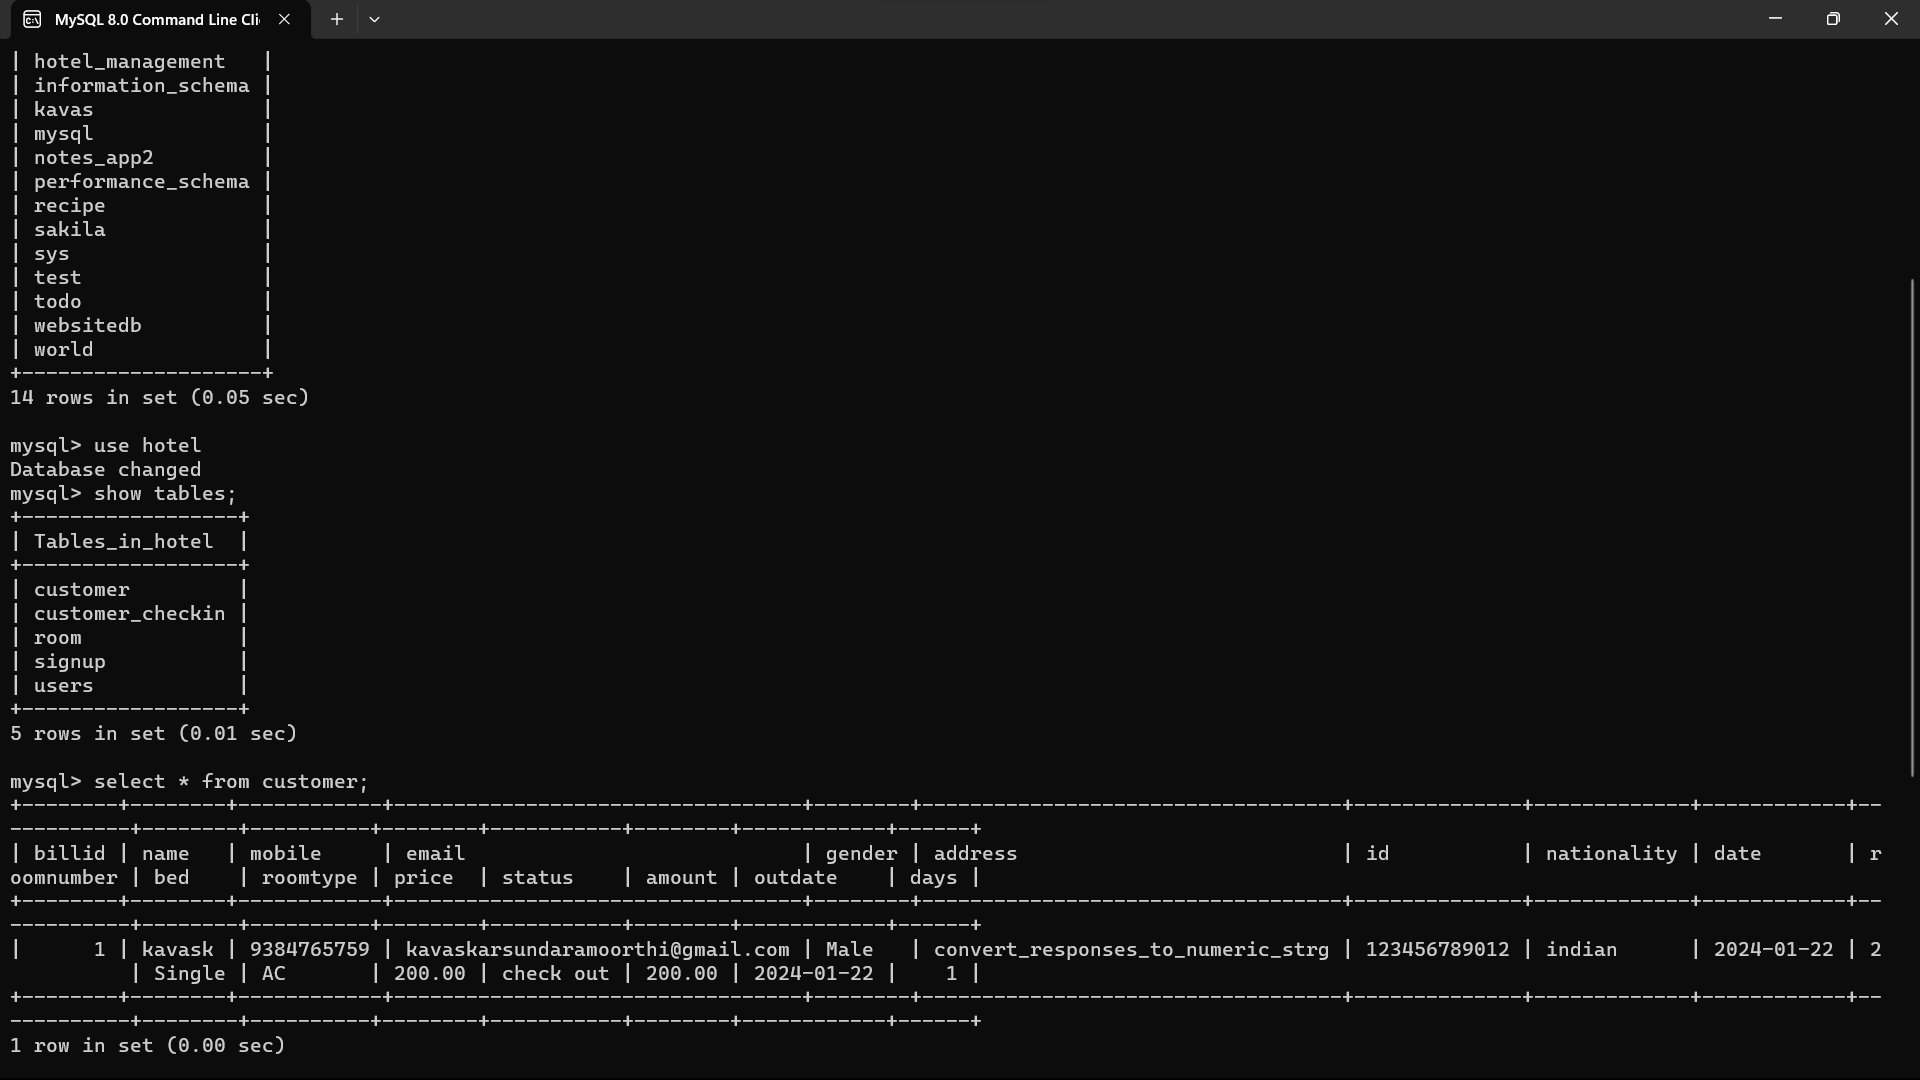 MySQL 8.0 Command Line Cli
| hotel_management   |
| information_schema |
| kavas              |
| mysql              |
| notes_app2         |
| performance_schema |
| recipe             |
| sakila             |
| sys                |
| test               |
| todo               |
| websitedb          |
| world              |
+--------------------+
14 rows in set (0.05 sec)

mysql> use hotel
Database changed
mysql> show tables;
+------------------+
| Tables_in_hotel  |
+------------------+
| customer         |
| customer_checkin |
| room             |
| signup           |
| users            |
+------------------+
5 rows in set (0.01 sec)

mysql> select * from customer;
+--------+--------+------------+----------------------------------+--------+-----------------------------------+--------------+-------------+------------+--
----------+--------+----------+--------+-----------+--------+------------+------+
| billid | name   | mobile     | email                            | gender | address                           | id           | nationality | date       | r
oomnumber | bed    | roomtype | price  | status    | amount | outdate    | days |
+--------+--------+------------+----------------------------------+--------+-----------------------------------+--------------+-------------+------------+--
----------+--------+----------+--------+-----------+--------+------------+------+
|      1 | kavask | 9384765759 | kavaskarsundaramoorthi@gmail.com | Male   | convert_responses_to_numeric_strg | 123456789012 | indian      | 2024-01-22 | 2
          | Single | AC       | 200.00 | check out | 200.00 | 2024-01-22 |    1 |
+--------+--------+------------+----------------------------------+--------+-----------------------------------+--------------+-------------+------------+--
----------+--------+----------+--------+-----------+--------+------------+------+
1 row in set (0.00 sec)